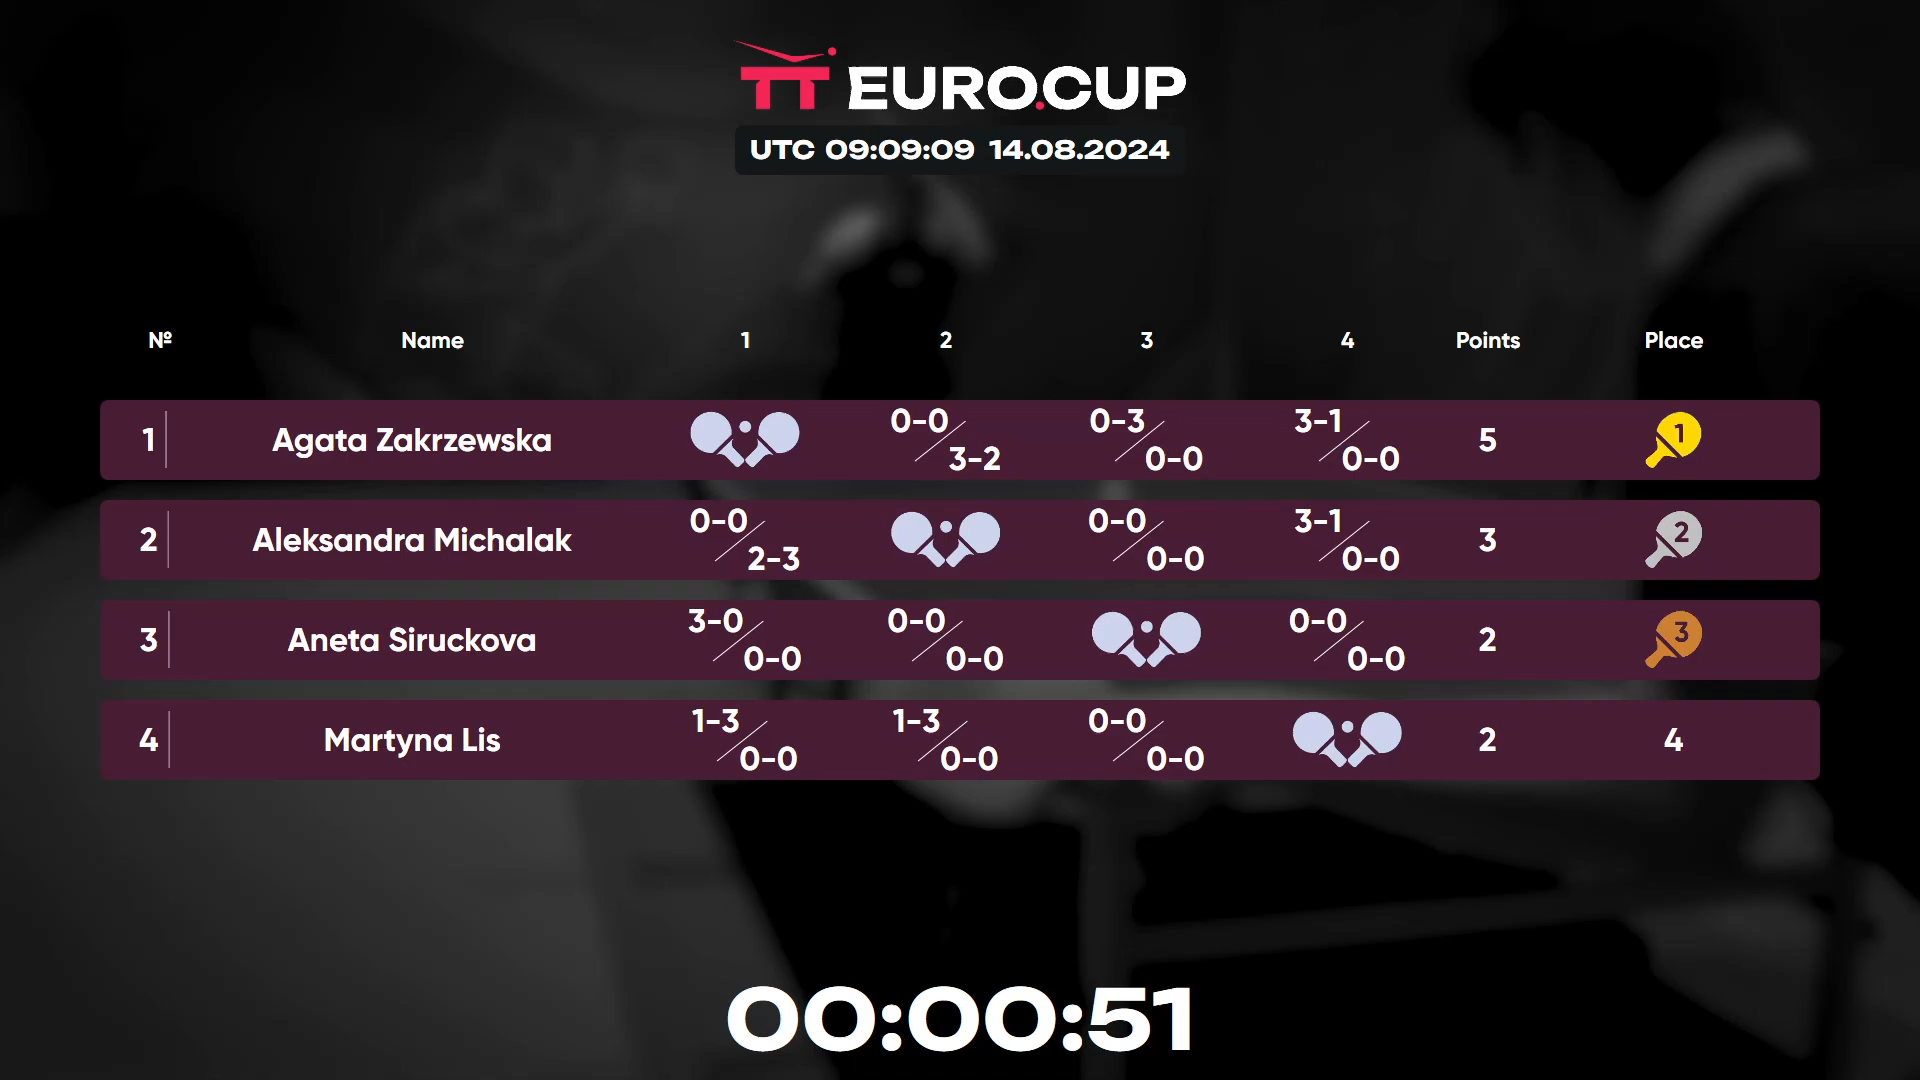 TT EURO.CUP
UTC 09:09:09 14.08.2024
Nº Name 1 2 3 4 Points Place
1 Agata Zakrzewska 0-0 3-2 0-3 0-0 3-1 0-0 5 1
2 Aleksandra Michalak 0-0 2-3 0-0 0-0 3-1 0-0 3 2
3 Aneta Siruckova 3-0 0-0 0-0 0-0 0-0 0-0 2 3
4 Martyna Lis 1-3 0-0 1-3 0-0 0-0 0-0 2 4
00:00:51